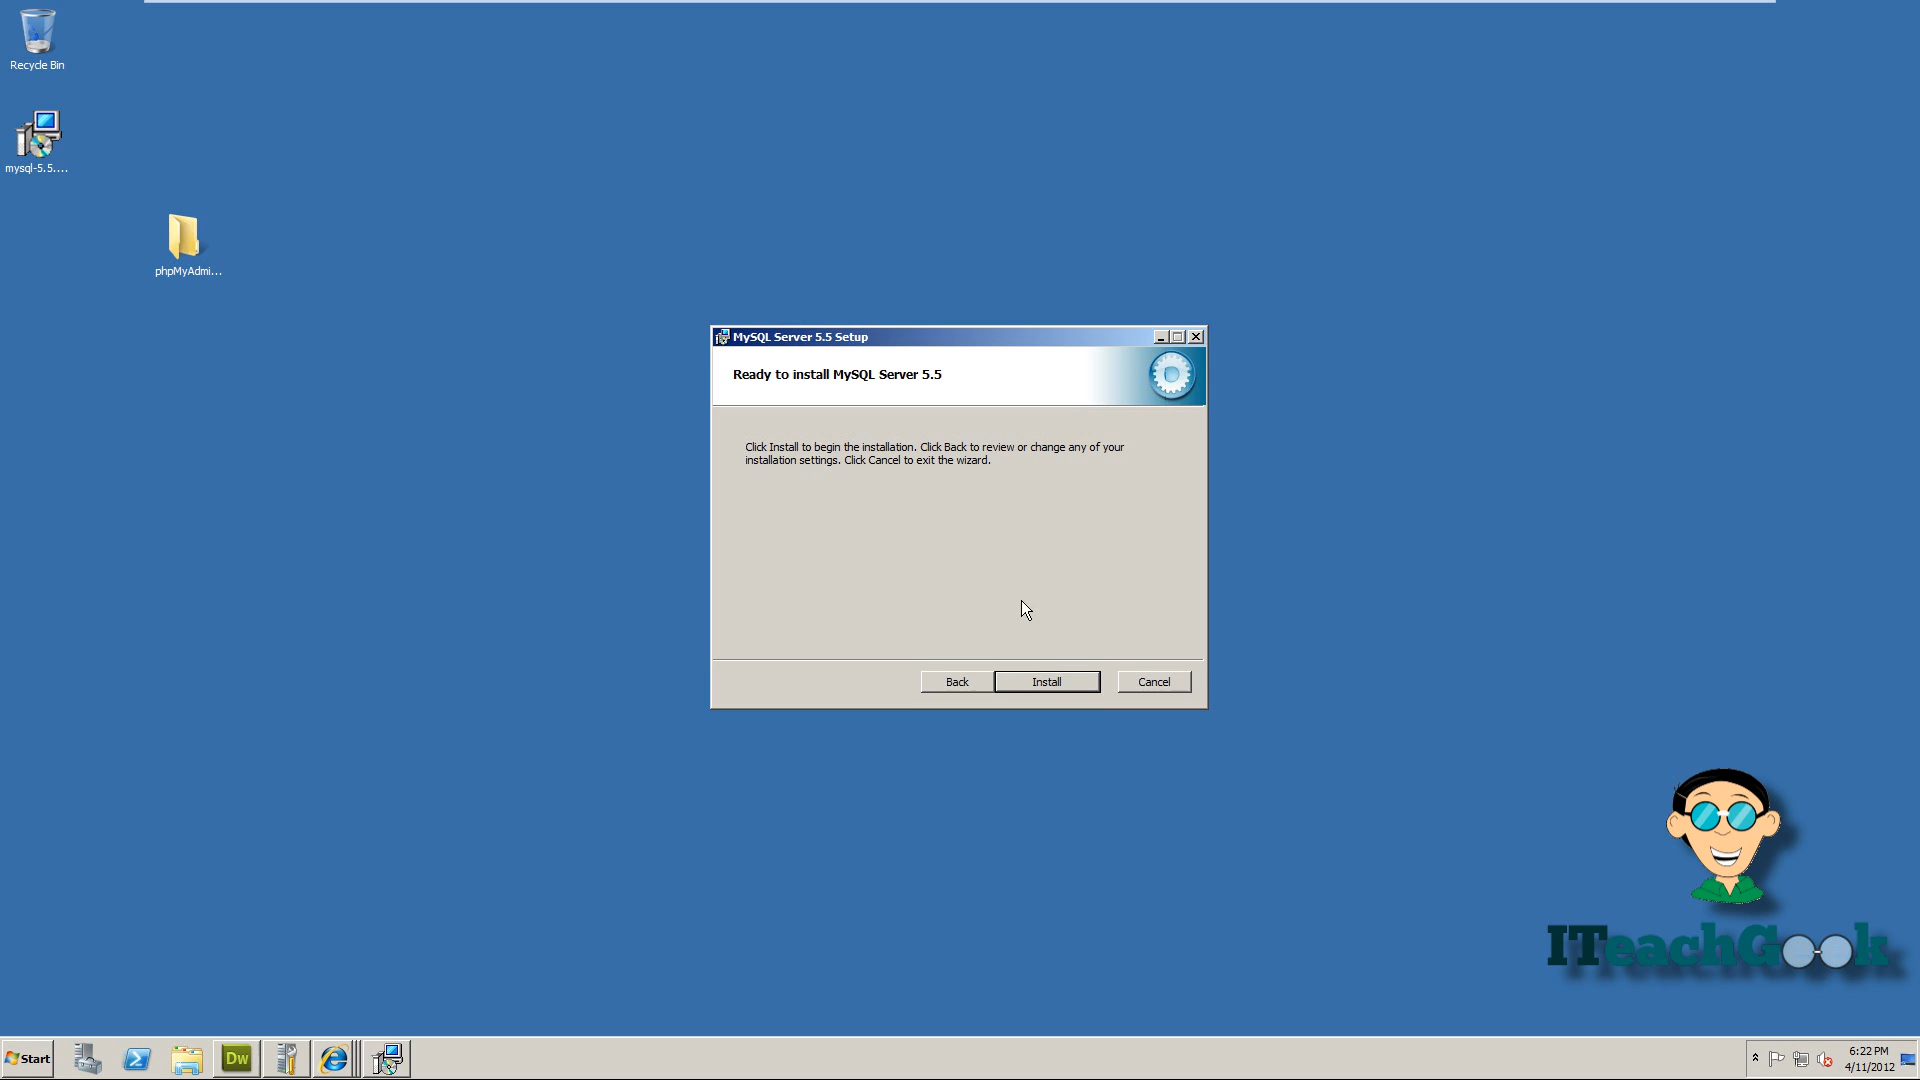 Recycle Bin
mysql-5.5....
phpMyAdmi...
MySQL Server 5.5 Setup
Ready to install MySQL Server 5.5
Click Install to begin the installation. Click Back to review or change any of your
installation settings. Click Cancel to exit the wizard.
Back
Install
Cancel
ITeachGook
Start
Dw
6:22 PM
4/11/2012